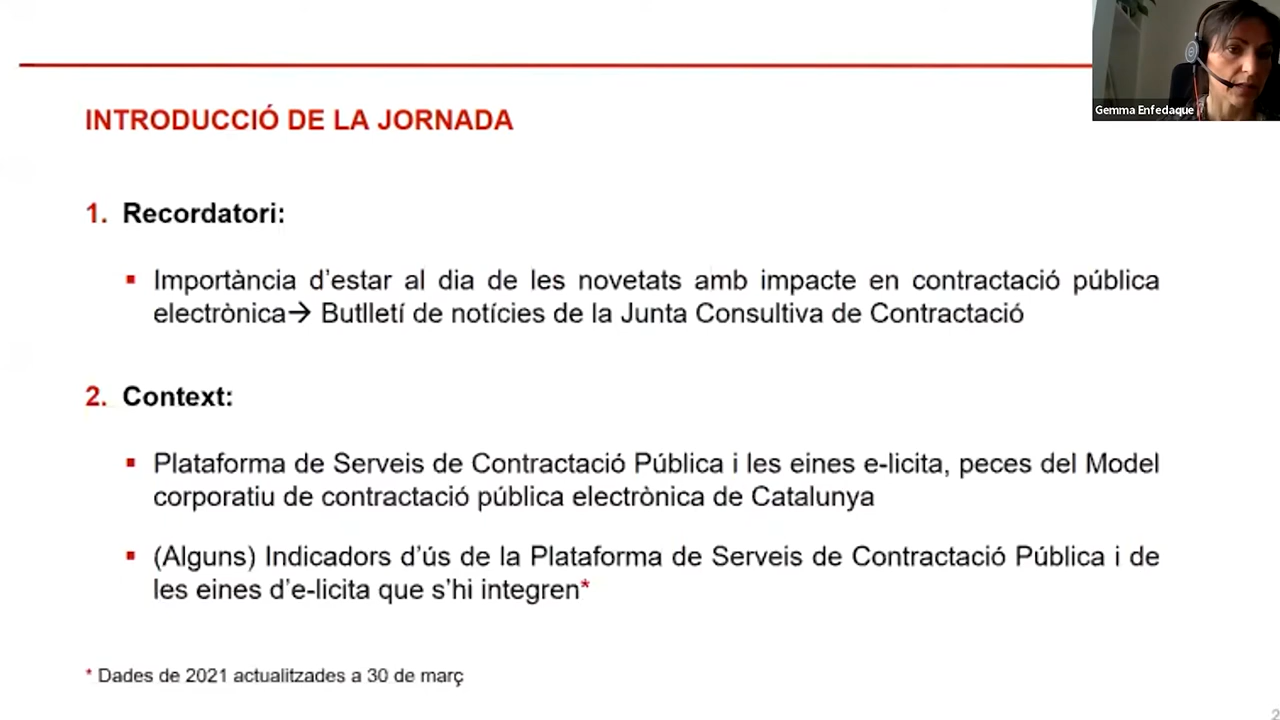 Gemma Enfedaque
INTRODUCCIÓ DE LA JORNADA
1. Recordatori:
▪ Importància d’estar al dia de les novetats amb impacte en contractació pública
electrònica→ Butlletí de notícies de la Junta Consultiva de Contractació
2. Context:
▪ Plataforma de Serveis de Contractació Pública i les eines e-licita, peces del Model
corporatiu de contractació pública electrònica de Catalunya
▪ (Alguns) Indicadors d’ús de la Plataforma de Serveis de Contractació Pública i de
les eines d’e-licita que s’hi integren*
* Dades de 2021 actualitzades a 30 de març
2